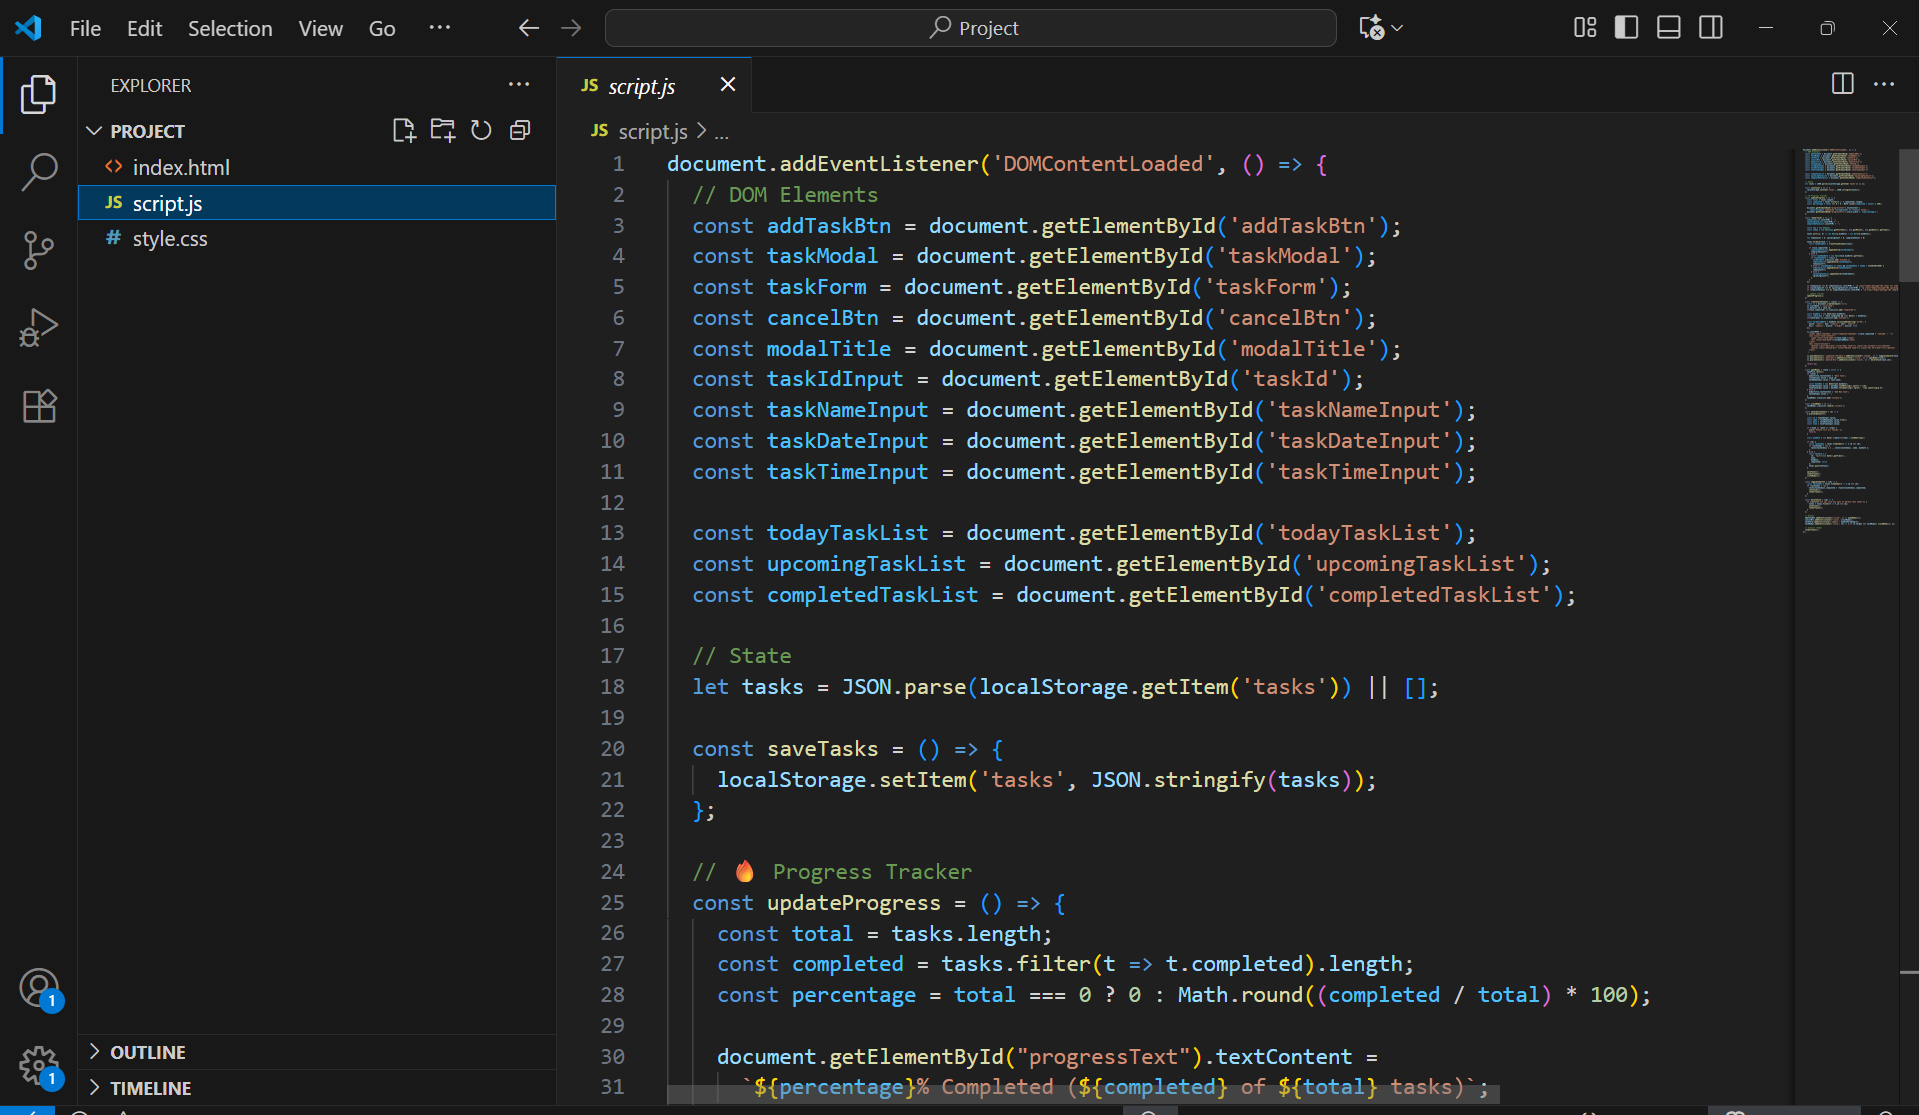 File Edit Selection View Go ···
Project
EXPLORER ···
PROJECT
<> index.html
JS script.js
# style.css
OUTLINE
TIMELINE
1
1
JS script.js
JS script.js > ...
1 document.addEventListener('DOMContentLoaded', () => {
2 // DOM Elements
3 const addTaskBtn = document.getElementById('addTaskBtn');
4 const taskModal = document.getElementById('taskModal');
5 const taskForm = document.getElementById('taskForm');
6 const cancelBtn = document.getElementById('cancelBtn');
7 const modalTitle = document.getElementById('modalTitle');
8 const taskIdInput = document.getElementById('taskId');
9 const taskNameInput = document.getElementById('taskNameInput');
10 const taskDateInput = document.getElementById('taskDateInput');
11 const taskTimeInput = document.getElementById('taskTimeInput');
12
13 const todayTaskList = document.getElementById('todayTaskList');
14 const upcomingTaskList = document.getElementById('upcomingTaskList');
15 const completedTaskList = document.getElementById('completedTaskList');
16
17 // State
18 let tasks = JSON.parse(localStorage.getItem('tasks')) || [];
19
20 const saveTasks = () => {
21 localStorage.setItem('tasks', JSON.stringify(tasks));
22 };
23
24 // 🔥 Progress Tracker
25 const updateProgress = () => {
26 const total = tasks.length;
27 const completed = tasks.filter(t => t.completed).length;
28 const percentage = total === 0 ? 0 : Math.round((completed / total) * 100);
29
30 document.getElementById("progressText").textContent =
31 `${percentage}% Completed (${completed} of ${total} tasks)`;